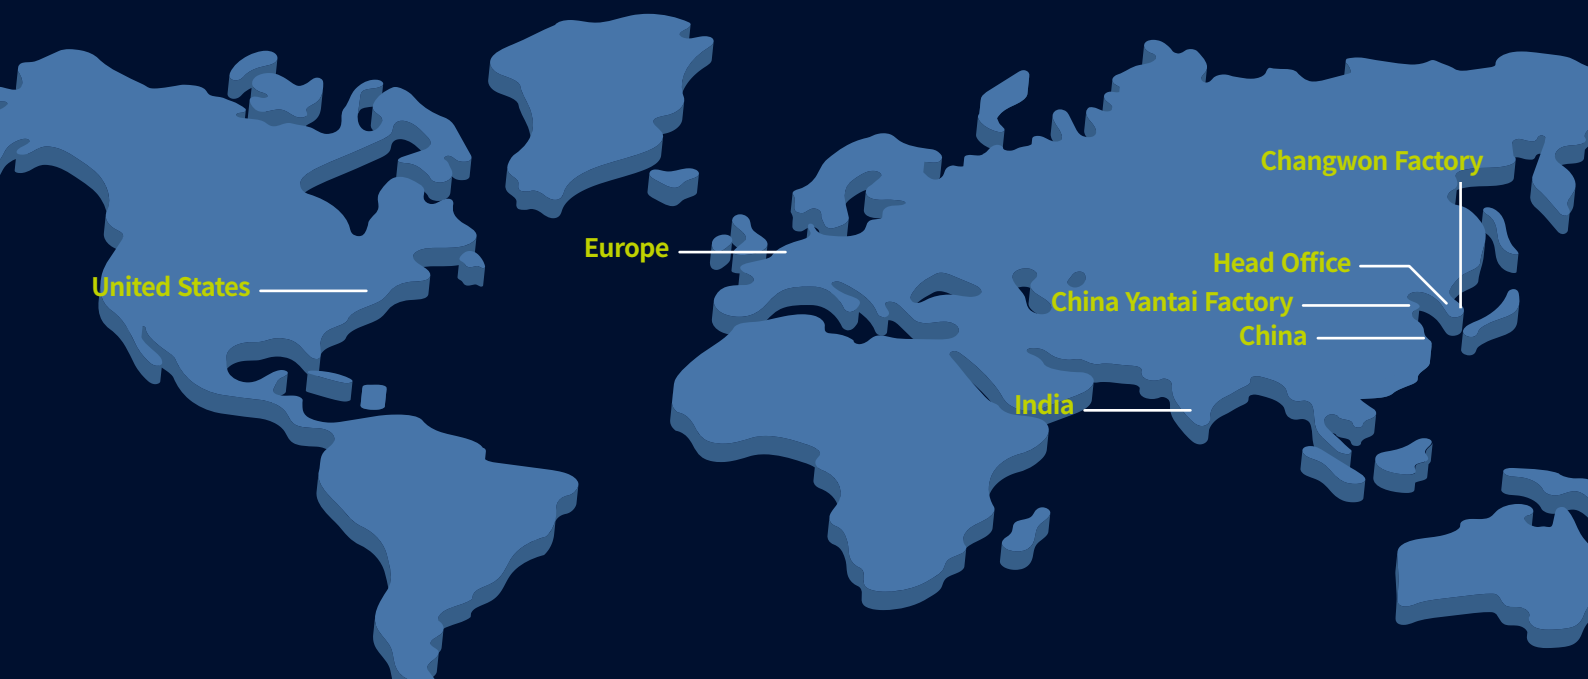 Changwon Factory
Europe
Head Office
United States
China Yantai Factory
China
India